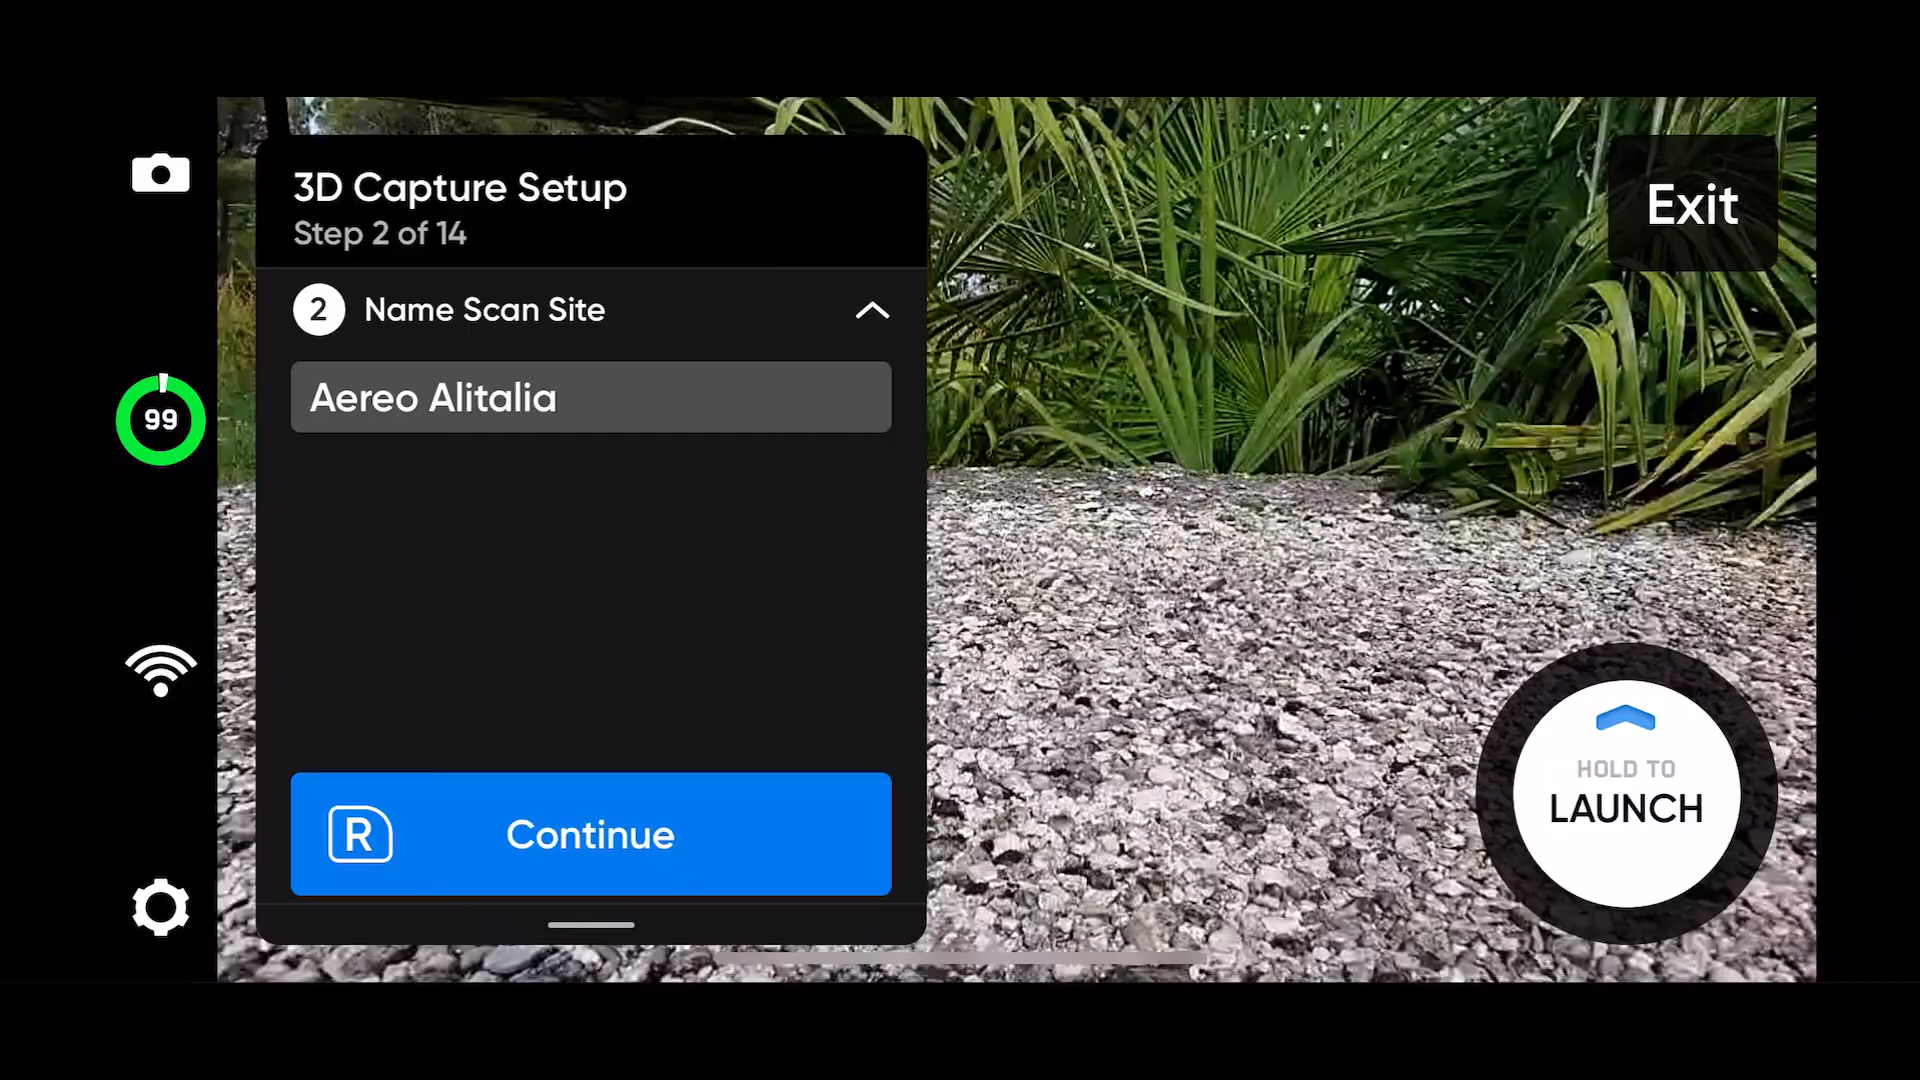 3D Capture Setup
Step 2 of 14
Exit
2 Name Scan Site
Aereo Alitalia
99
HOLD TO
LAUNCH
R Continue